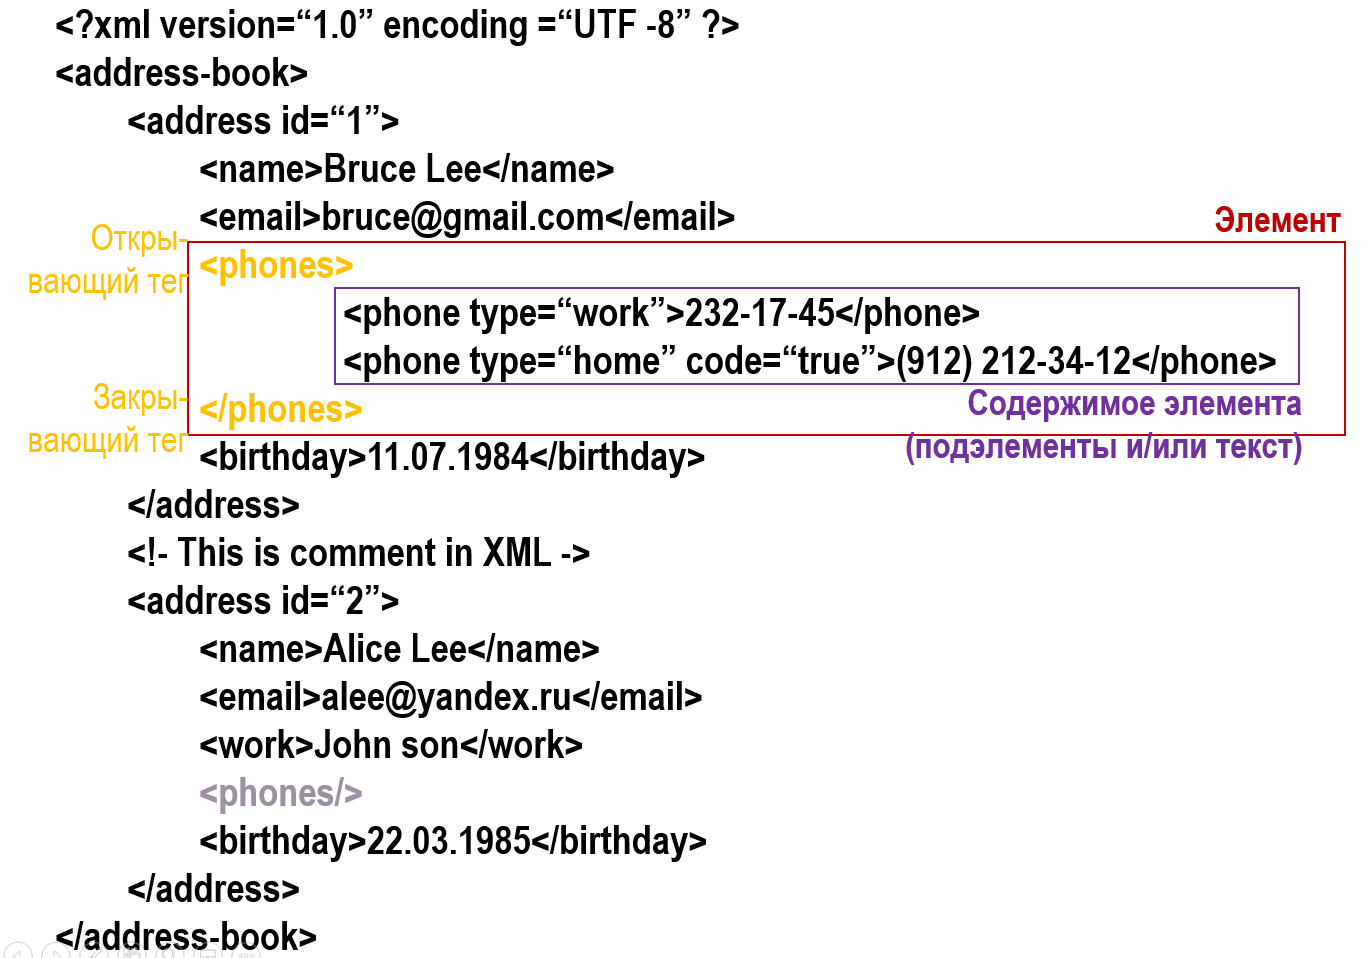 <?xml version=“1.0” encoding =“UTF -8” ?>
<address-book>
<address id=“1”>
<name>Bruce Lee</name>
<email>bruce@gmail.com</email>
Элемент
Откры-
вающий тег
<phones>
<phone type=“work”>232-17-45</phone>
<phone type=“home” code=“true”>(912) 212-34-12</phone>
Закры-
вающий тег
</phones>
Содержимое элемента
(подэлементы и/или текст)
<birthday>11.07.1984</birthday>
</address>
<!- This is comment in XML ->
<address id=“2”>
<name>Alice Lee</name>
<email>alee@yandex.ru</email>
<work>John son</work>
<phones/>
<birthday>22.03.1985</birthday>
</address>
</address-book>